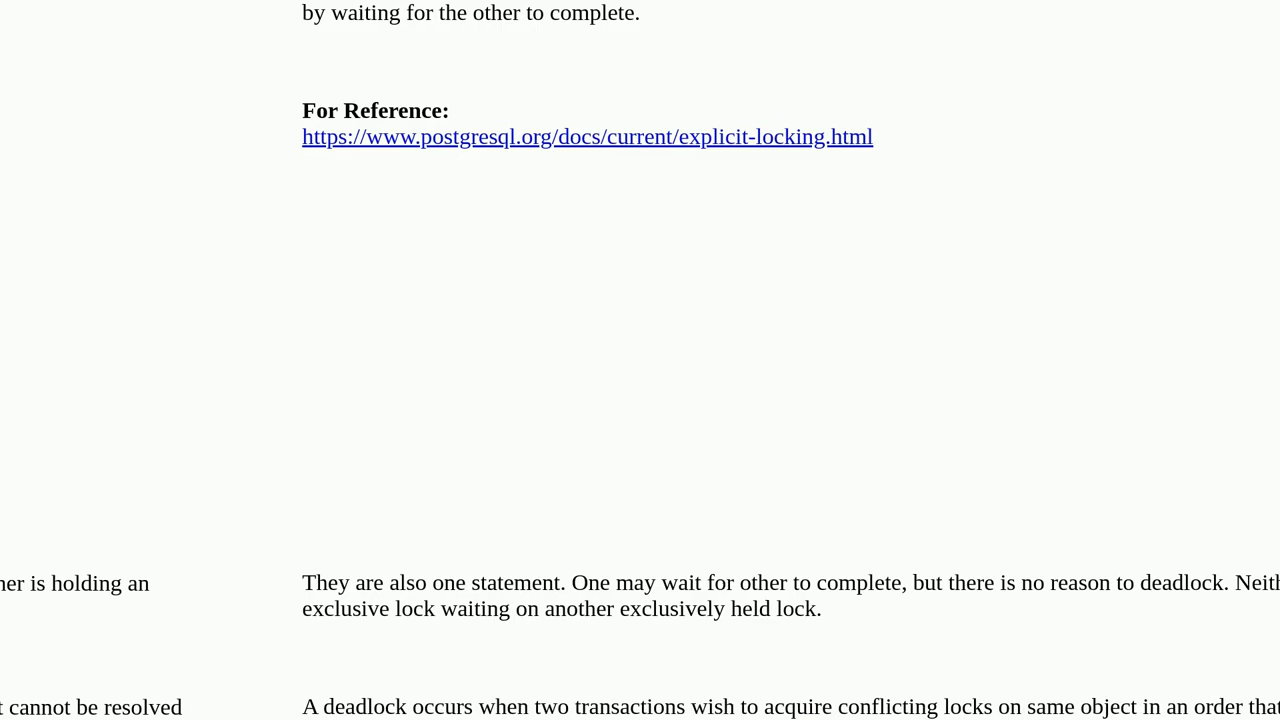 by waiting for the other to complete.
For Reference:
https://www.postgresql.org/docs/current/explicit-locking.html
is holding an
They are also one statement. One may wait for other to complete, but there is no reason to deadlock.
exclusive lock waiting on another exclusively held lock.
cannot be resolved
A deadlock occurs when two transactions wish to acquire conflicting locks on same object in an order that